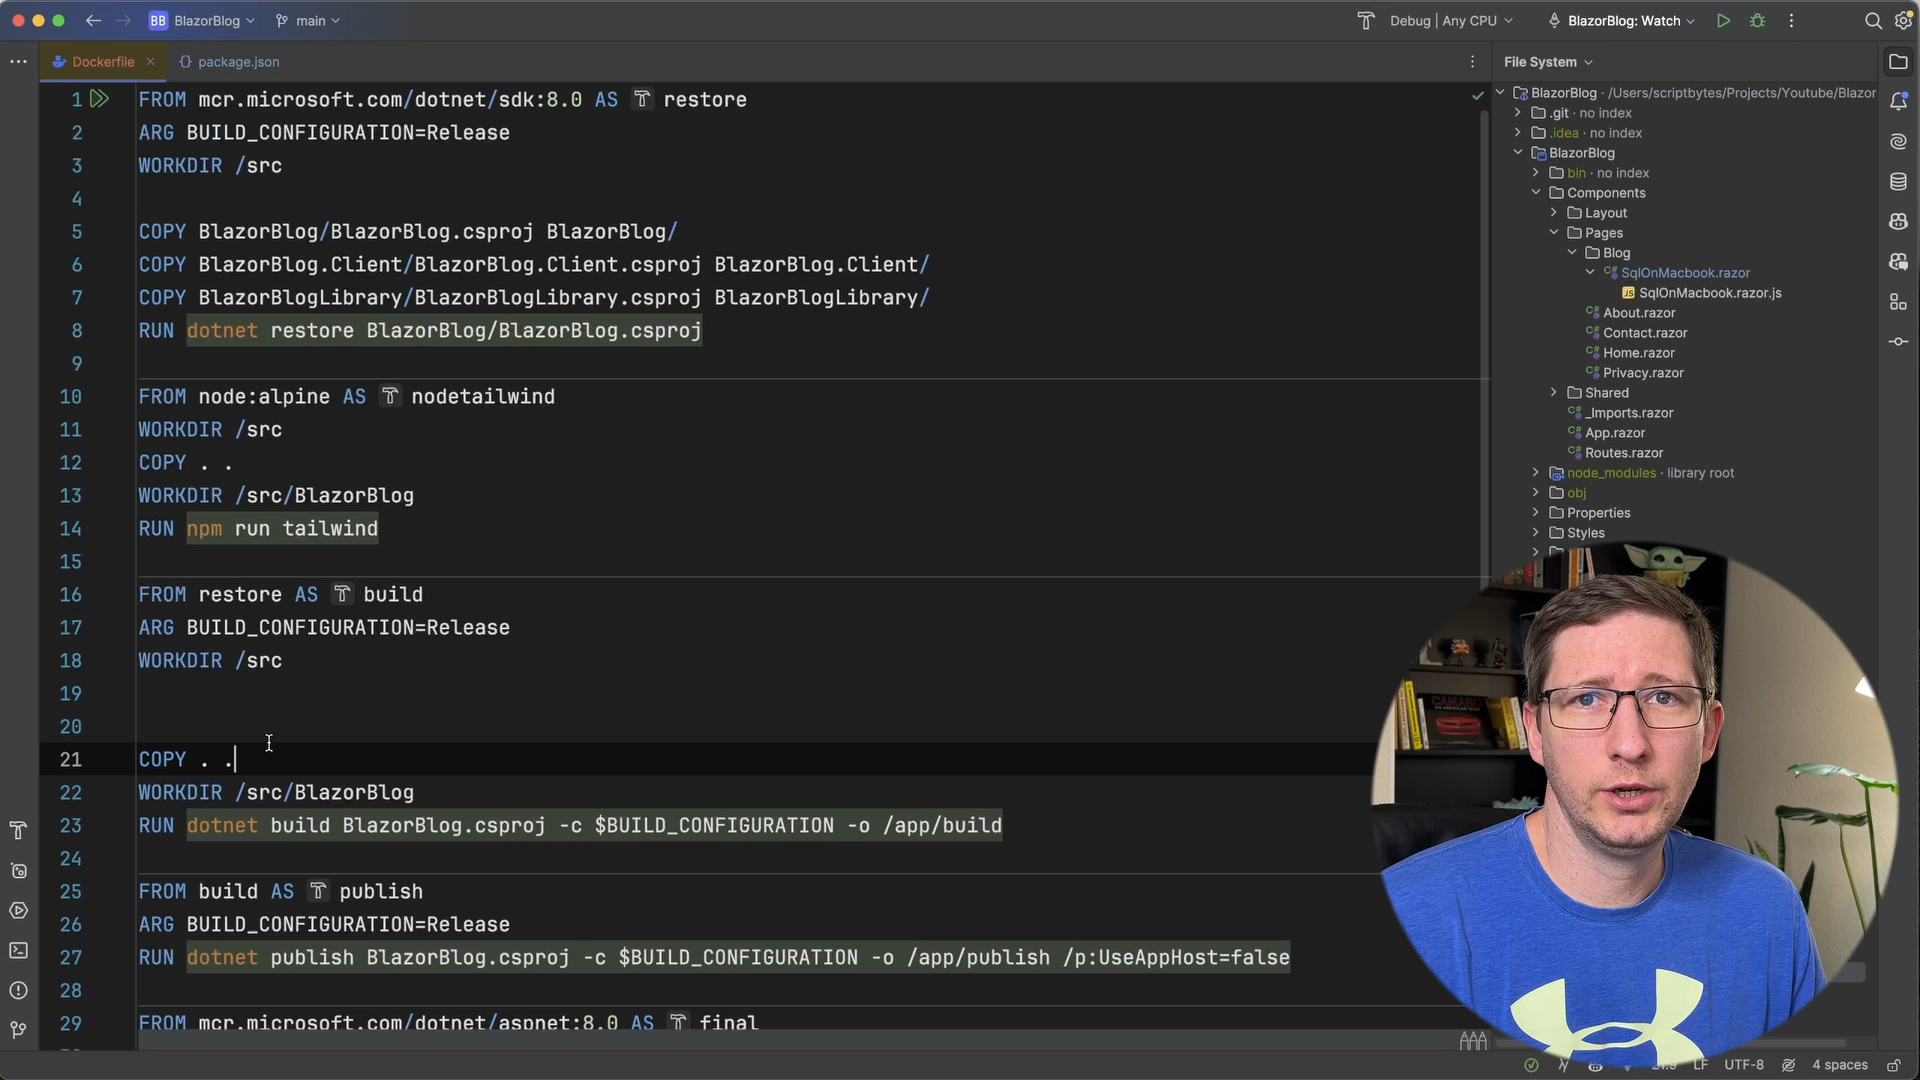 BB BlazorBlog main Debug | Any CPU BlazorBlog: Watch
Dockerfile package.json
File System
1 FROM mcr.microsoft.com/dotnet/sdk:8.0 AS restore
2 ARG BUILD_CONFIGURATION=Release
3 WORKDIR /src
4
5 COPY BlazorBlog/BlazorBlog.csproj BlazorBlog/
6 COPY BlazorBlog.Client/BlazorBlog.Client.csproj BlazorBlog.Client/
7 COPY BlazorBlogLibrary/BlazorBlogLibrary.csproj BlazorBlogLibrary/
8 RUN dotnet restore BlazorBlog/BlazorBlog.csproj
9
10 FROM node:alpine AS nodetailwind
11 WORKDIR /src
12 COPY . .
13 WORKDIR /src/BlazorBlog
14 RUN npm run tailwind
15
16 FROM restore AS build
17 ARG BUILD_CONFIGURATION=Release
18 WORKDIR /src
19
20
21 COPY . .
22 WORKDIR /src/BlazorBlog
23 RUN dotnet build BlazorBlog.csproj -c $BUILD_CONFIGURATION -o /app/build
24
25 FROM build AS publish
26 ARG BUILD_CONFIGURATION=Release
27 RUN dotnet publish BlazorBlog.csproj -c $BUILD_CONFIGURATION -o /app/publish /p:UseAppHost=false
28
29 FROM mcr.microsoft.com/dotnet/aspnet:8.0 AS final
BlazorBlog · /Users/scriptbytes/Projects/Youtube/Blazor
.git · no index
.idea · no index
BlazorBlog
bin · no index
Components
Layout
Pages
Blog
SqlOnMacbook.razor
JS SqlOnMacbook.razor.js
About.razor
Contact.razor
Home.razor
Privacy.razor
Shared
_Imports.razor
App.razor
Routes.razor
node_modules · library root
obj
Properties
Styles
CAMARO
LF UTF-8 4 spaces